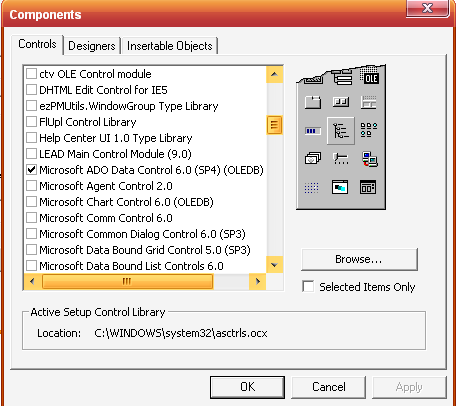 Components
Controls
Designers
Insertable Objects
ctv OLE Control module
DHTML Edit Control for IE5
ezPMUtils.WindowGroup Type Library
FlUpl Control Library
Help Center UI 1.0 Type Library
LEAD Main Control Module (9.0)
Microsoft ADO Data Control 6.0 (SP4) (OLEDB)
Microsoft Agent Control 2.0
Microsoft Chart Control 6.0 (OLEDB)
Microsoft Comm Control 6.0
Microsoft Common Dialog Control 6.0 (SP3)
Microsoft Data Bound Grid Control 5.0 (SP3)
Microsoft Data Bound List Controls 6.0
OLE
Browse...
Selected Items Only
Active Setup Control Library
Location: C:\WINDOWS\system32\asctrls.ocx
OK
Cancel
Apply